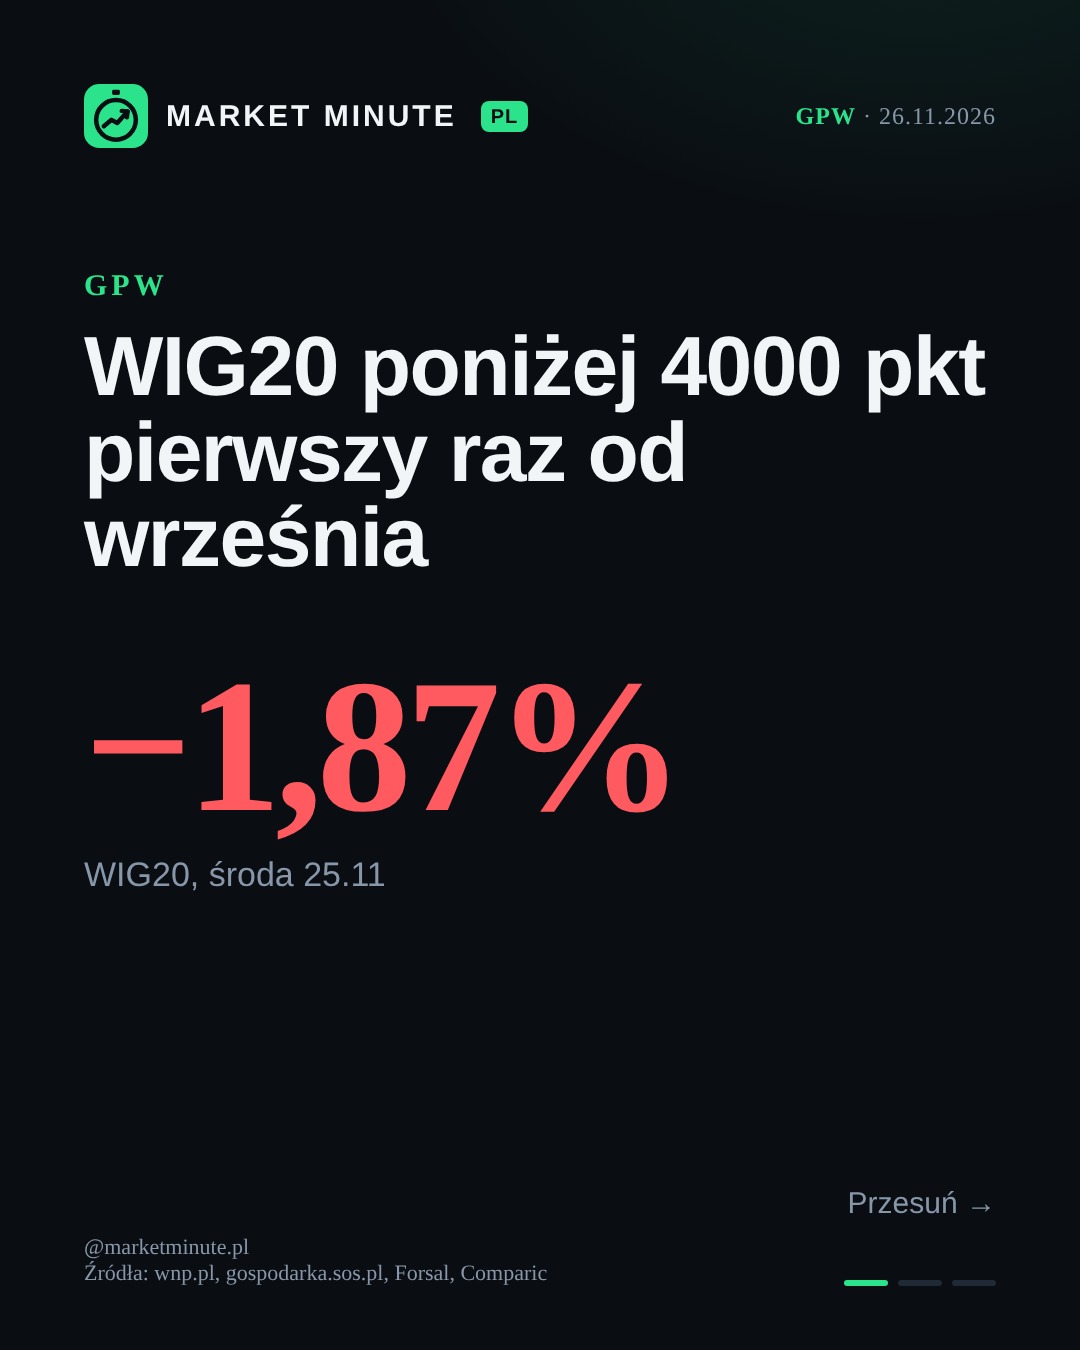 MARKET MINUTE PL
GPW · 26.11.2026
GPW
WIG20 poniżej 4000 pkt
pierwszy raz od
września
−1,87%
WIG20, środa 25.11
Przesuń →
@marketminute.pl
Źródła: wnp.pl, gospodarka.sos.pl, Forsal, Comparic